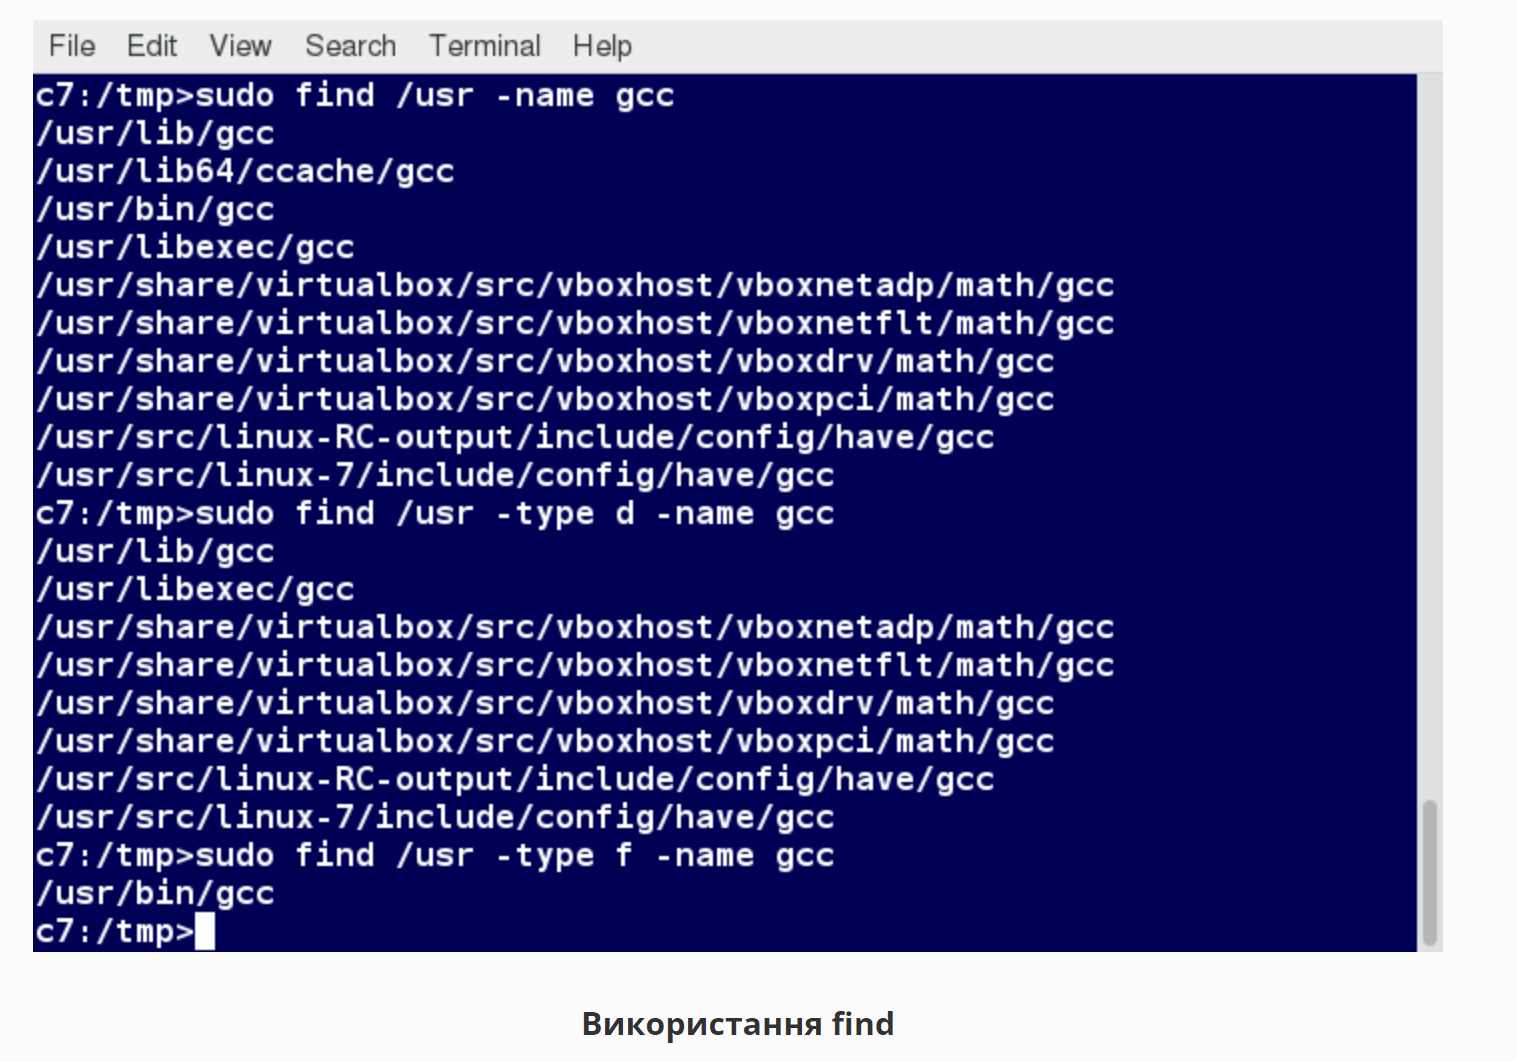 File Edit View Search Terminal Help
c7:/tmp>sudo find /usr -name gcc
/usr/lib/gcc
/usr/lib64/ccache/gcc
/usr/bin/gcc
/usr/libexec/gcc
/usr/share/virtualbox/src/vboxhost/vboxnetadp/math/gcc
/usr/share/virtualbox/src/vboxhost/vboxnetflt/math/gcc
/usr/share/virtualbox/src/vboxhost/vboxdrv/math/gcc
/usr/share/virtualbox/src/vboxhost/vboxpci/math/gcc
/usr/src/linux-RC-output/include/config/have/gcc
/usr/src/linux-7/include/config/have/gcc
c7:/tmp>sudo find /usr -type d -name gcc
/usr/lib/gcc
/usr/libexec/gcc
/usr/share/virtualbox/src/vboxhost/vboxnetadp/math/gcc
/usr/share/virtualbox/src/vboxhost/vboxnetflt/math/gcc
/usr/share/virtualbox/src/vboxhost/vboxdrv/math/gcc
/usr/share/virtualbox/src/vboxhost/vboxpci/math/gcc
/usr/src/linux-RC-output/include/config/have/gcc
/usr/src/linux-7/include/config/have/gcc
c7:/tmp>sudo find /usr -type f -name gcc
/usr/bin/gcc
c7:/tmp>
Використання find